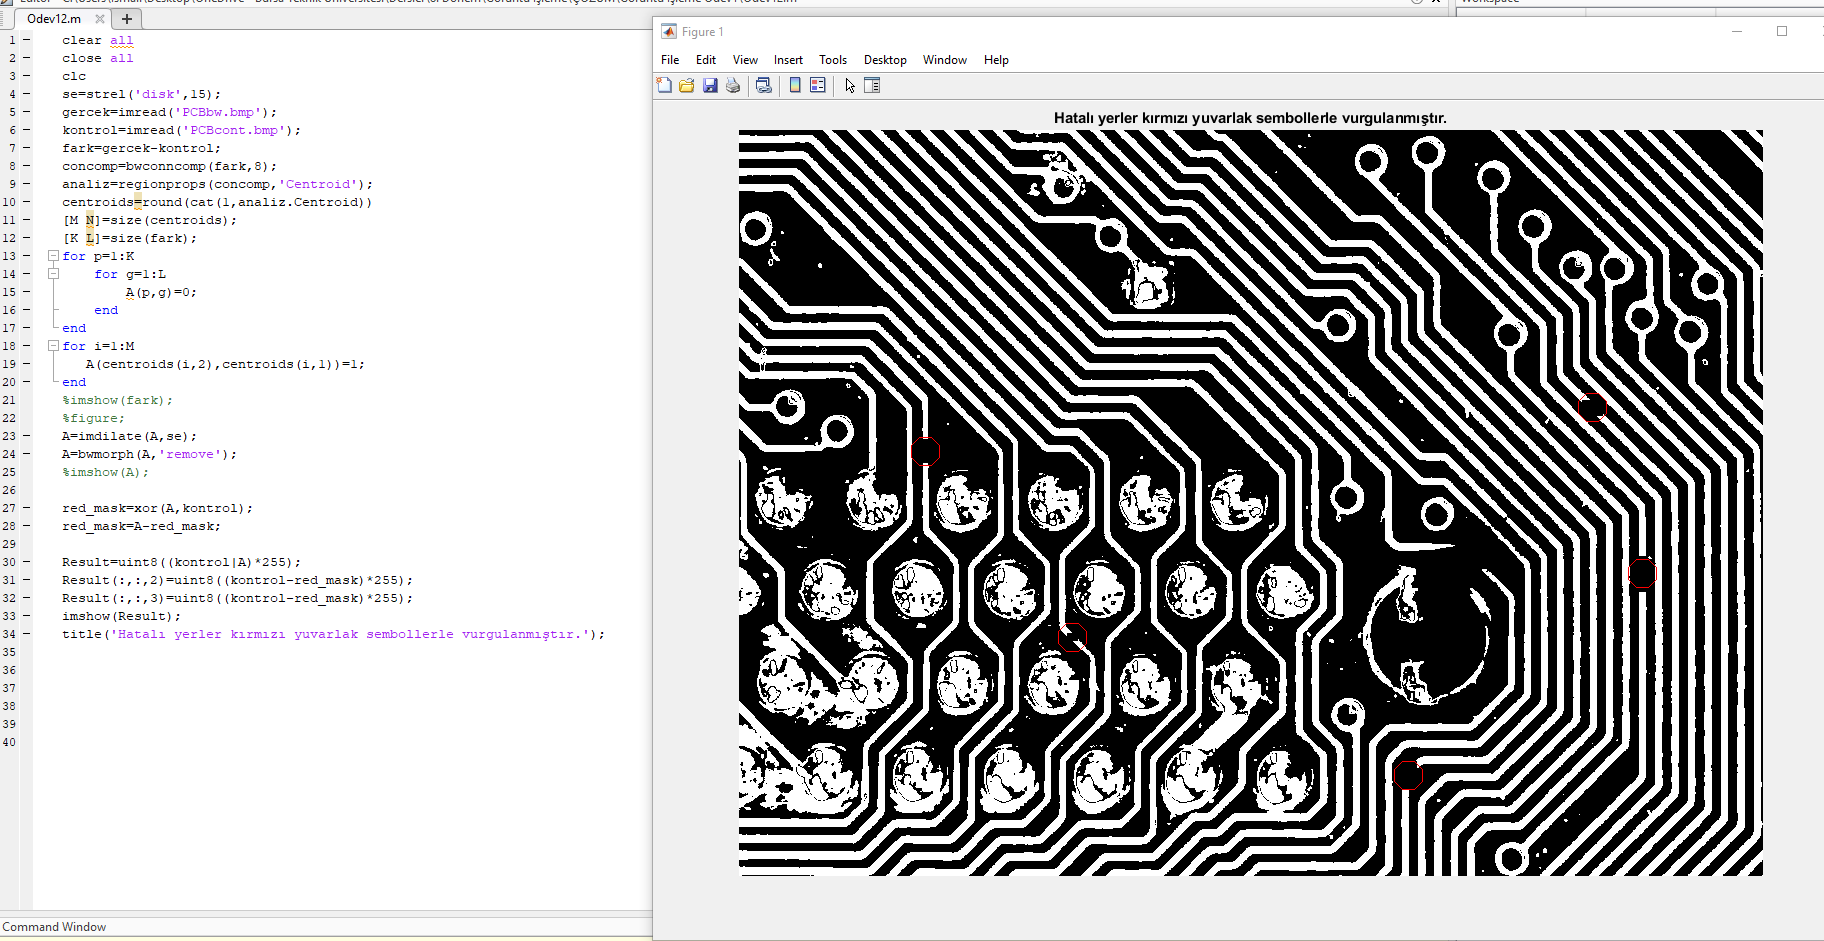 Odev12.m
1 clear all
2 close all
3 clc
4 se=strel('disk',15);
5 gercek=imread('PCBbw.bmp');
6 kontrol=imread('PCBcont.bmp');
7 fark=gercek-kontrol;
8 concomp=bwconncomp(fark,8);
9 analiz=regionprops(concomp,'Centroid');
10 centroids=round(cat(1,analiz.Centroid))
11 [M N]=size(centroids);
12 [K L]=size(fark);
13 for p=1:K
14 for g=1:L
15 A(p,g)=0;
16 end
17 end
18 for i=1:M
19 A(centroids(i,2),centroids(i,1))=1;
20 end
21 %imshow(fark);
22 %figure;
23 A=imdilate(A,se);
24 A=bwmorph(A,'remove');
25 %imshow(A);
26
27 red_mask=xor(A,kontrol);
28 red_mask=A-red_mask;
29
30 Result=uint8((kontrol|A)*255);
31 Result(:,:,2)=uint8((kontrol-red_mask)*255);
32 Result(:,:,3)=uint8((kontrol-red_mask)*255);
33 imshow(Result);
34 title('Hatalı yerler kırmızı yuvarlak sembollerle vurgulanmıştır.');
35
36
37
38
39
40
Command Window
Figure 1
File Edit View Insert Tools Desktop Window Help
Hatalı yerler kırmızı yuvarlak sembollerle vurgulanmıştır.